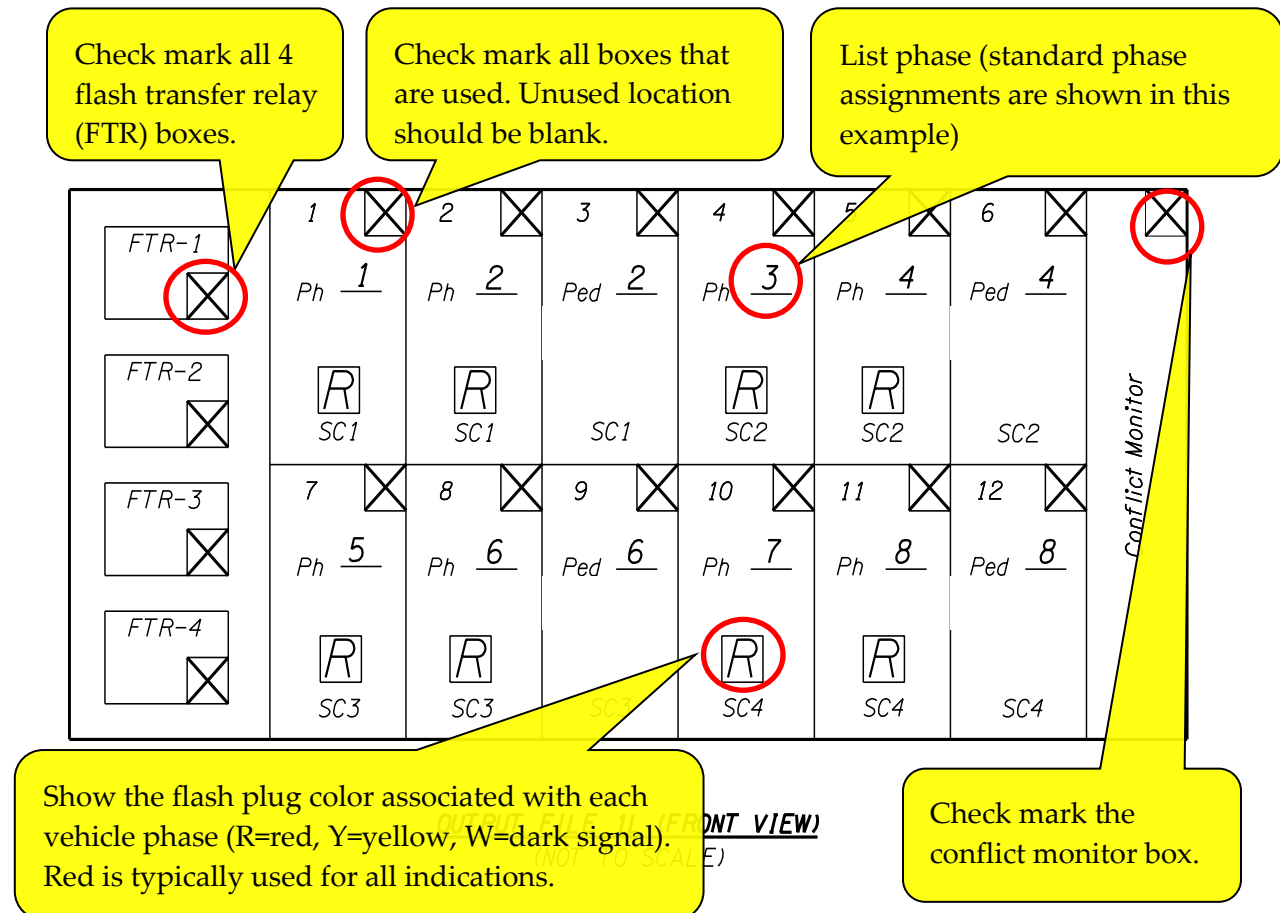 Check mark all 4
flash transfer relay
(FTR) boxes.
Check mark all boxes that
are used. Unused location
should be blank.
List phase (standard phase
assignments are shown in this
example)
FTR-1
FTR-2
FTR-3
FTR-4
1
Ph 1
R
SC1
2
Ph 2
R
SC1
3
Ped 2
SC1
4
Ph 3
R
SC2
5
Ph 4
R
SC2
6
Ped 4
SC2
Conflict Monitor
7
Ph 5
R
SC3
8
Ph 6
R
SC3
9
Ped 6
SC3
10
Ph 7
R
SC4
11
Ph 8
R
SC4
12
Ped 8
SC4
Show the flash plug color associated with each
vehicle phase (R=red, Y=yellow, W=dark signal).
Red is typically used for all indications.
OUTPUT FILE 1L (FRONT VIEW)
(NOT TO SCALE)
Check mark the
conflict monitor box.